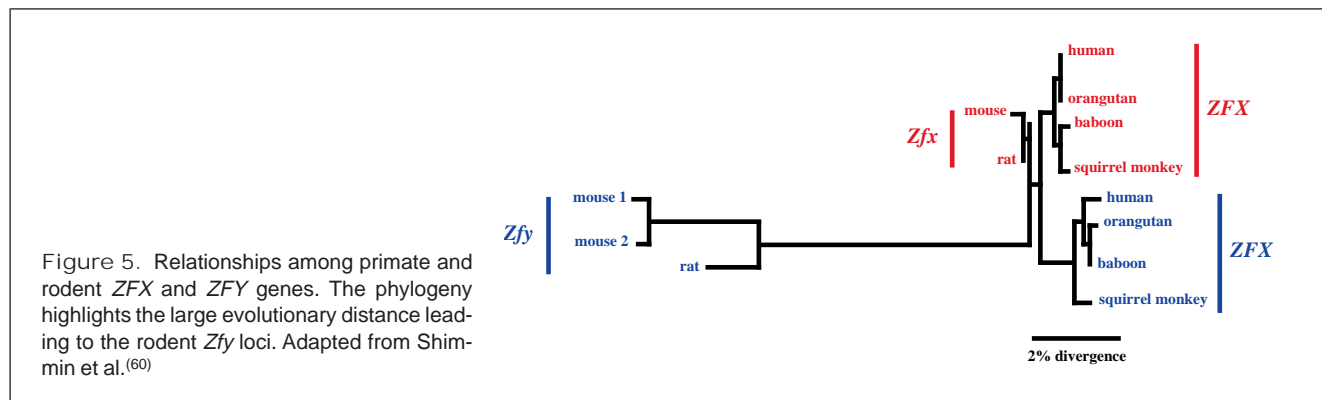 human
orangutan
ZFX
mouse
baboon
Zfx
rat
squirrel monkey
mouse 1
human
Zfy
orangutan
mouse 2
ZFX
baboon
rat
squirrel monkey
2% divergence
Figure 5. Relationships among primate and
rodent ZFX and ZFY genes. The phylogeny
highlights the large evolutionary distance lead-
ing to the rodent Zfy loci. Adapted from Shim-
min et al.(60)